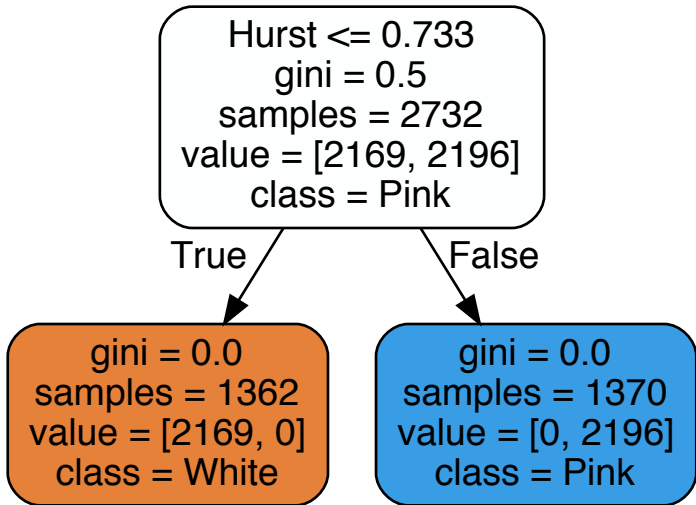 Hurst <= 0.733
gini = 0.5
samples = 2732
value = [2169, 2196]
class = Pink
True
False
gini = 0.0
samples = 1362
value = [2169, 0]
class = White
gini = 0.0
samples = 1370
value = [0, 2196]
class = Pink